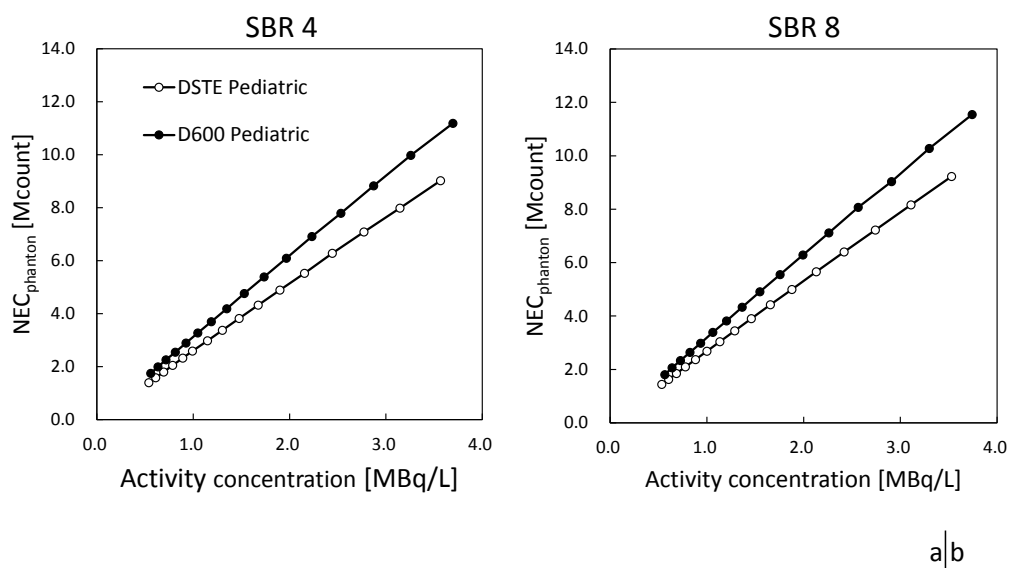 SBR 4
14.0
12.0
10.0
8.0
6.0
4.0
2.0
0.0
NECphanton [Mcount]
DSTE Pediatric
D600 Pediatric
0.0 1.0 2.0 3.0 4.0
Activity concentration [MBq/L]
SBR 8
14.0
12.0
10.0
8.0
6.0
4.0
2.0
0.0
NECphanton [Mcount]
0.0 1.0 2.0 3.0 4.0
Activity concentration [MBq/L]
a|b